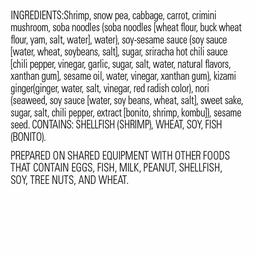 INGREDIENTS:Shrimp, snow pea, cabbage, carrot, crimini
mushroom, soba noodles (soba noodles [wheat flour, buck wheat
flour, yam, salt, water], water), soy-sesame sauce (soy sauce
[water, wheat, soybeans, salt], sugar, sriracha hot chili sauce
[chili pepper, vinegar, garlic, sugar, salt, water, natural flavors,
xanthan gum], sesame oil, water, vinegar, xanthan gum), kizami
ginger(ginger, water, salt, vinegar, red radish color), nori
(seaweed, soy sauce [water, soy beans, wheat, salt], sweet sake,
sugar, salt, chili pepper, extract [bonito, shrimp, kombu]), sesame
seed. CONTAINS: SHELLFISH (SHRIMP), WHEAT, SOY, FISH
(BONITO).
PREPARED ON SHARED EQUIPMENT WITH OTHER FOODS
THAT CONTAIN EGGS, FISH, MILK, PEANUT, SHELLFISH,
SOY, TREE NUTS, AND WHEAT.